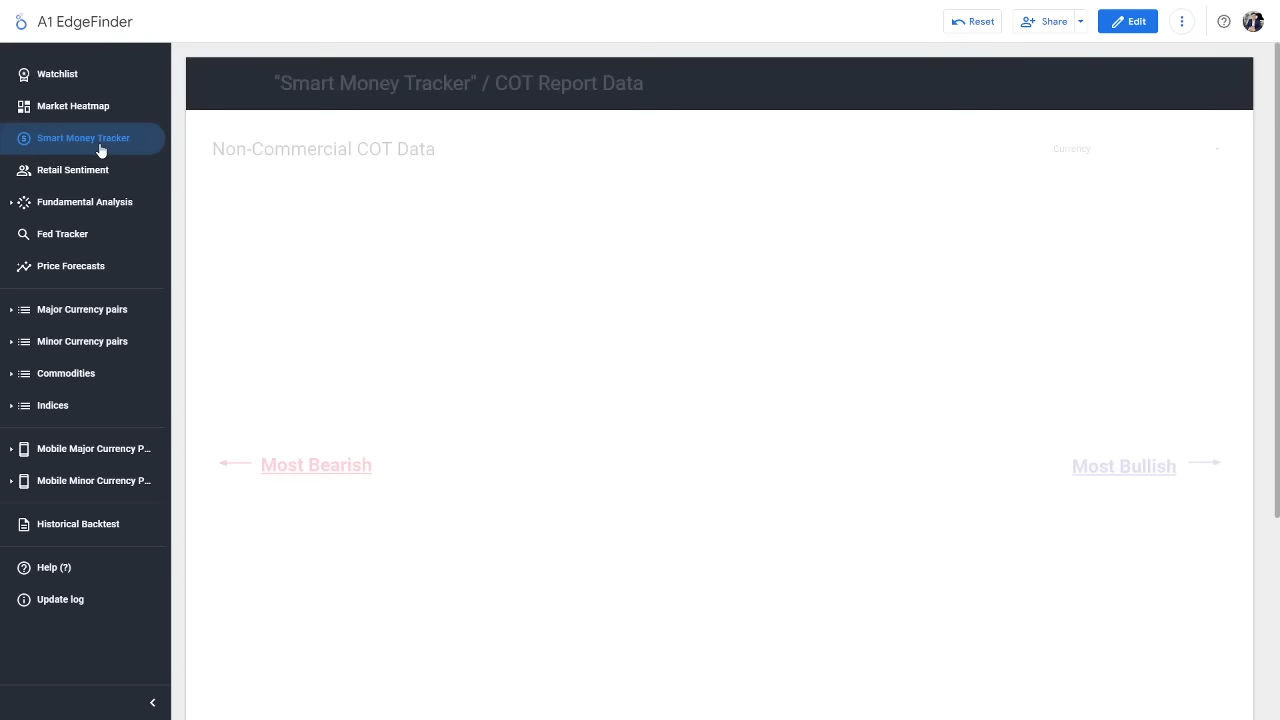 A1 EdgeFinder
Reset
Share
Edit
Watchlist
Market Heatmap
Smart Money Tracker
Retail Sentiment
Fundamental Analysis
Fed Tracker
Price Forecasts
Major Currency pairs
Minor Currency pairs
Commodities
Indices
Mobile Major Currency P...
Mobile Minor Currency P...
Historical Backtest
Help (?)
Update log
"Smart Money Tracker" / COT Report Data
Non-Commercial COT Data
Currency
Most Bearish
Most Bullish